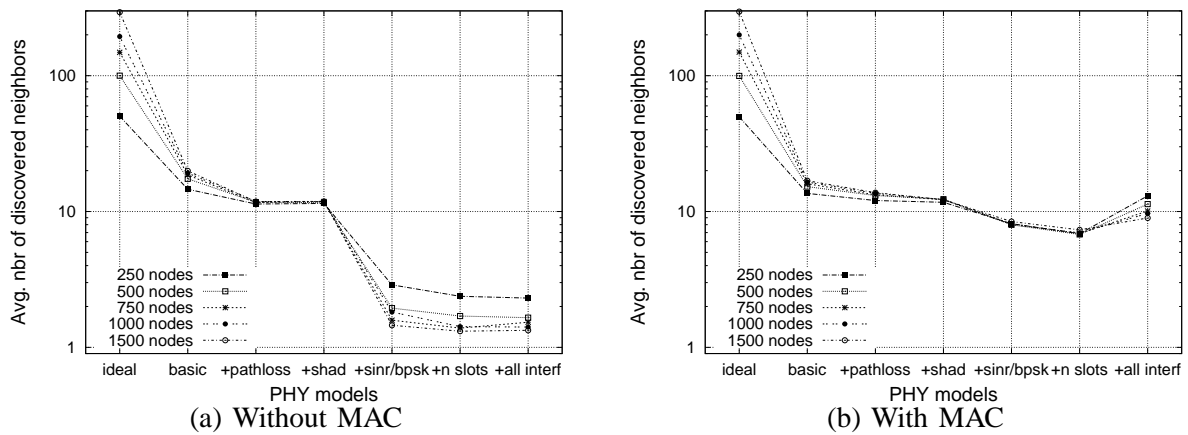 Avg. nbr of discovered neighbors
100
10
1
250 nodes
500 nodes
750 nodes
1000 nodes
1500 nodes
ideal basic +pathloss +shad +sinr/bpsk +n slots +all interf
PHY models
(a) Without MAC
Avg. nbr of discovered neighbors
100
10
1
250 nodes
500 nodes
750 nodes
1000 nodes
1500 nodes
ideal basic +pathloss +shad +sinr/bpsk +n slots +all interf
PHY models
(b) With MAC